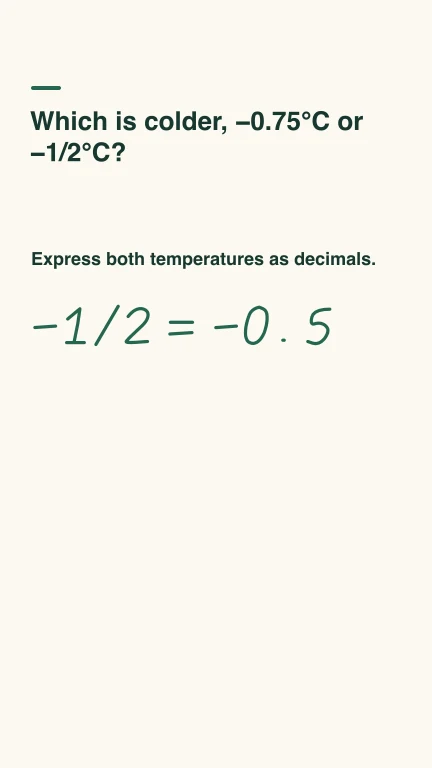 Which is colder, −0.75°C or
−1/2°C?
Express both temperatures as decimals.
−1/2 = −0.5